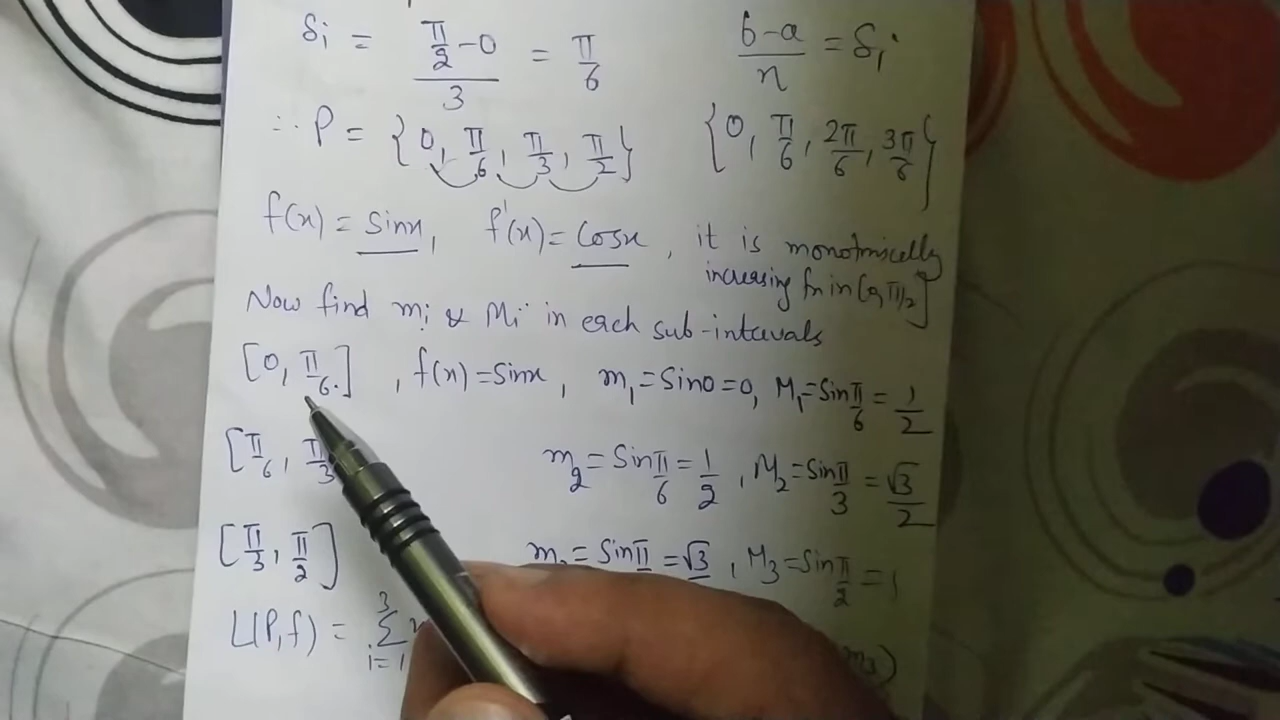 δi = (π/2 - 0)/3 = π/6   (b-a)/n = δi
∴ P = {0, π/6, π/3, π/2}   {0, π/6, 2π/6, 3π/6}
f(x) = Sinx, f'(x) = Cosx, it is monotonically
increasing fn in [0, π/2]
Now find mi & Mi in each sub-intervals
[0, π/6], f(x) = Sinx, m1 = Sin0 = 0, M1 = Sin π/6 = 1/2
[π/6, π/3 m2 = Sin π/6 = 1/2, M2 = Sin π/3 = √3/2
[π/3, π/2] = Sin π = √3, M3 = Sin π/2 = 1
L(P,f) = 3 Σ i=1 m3)